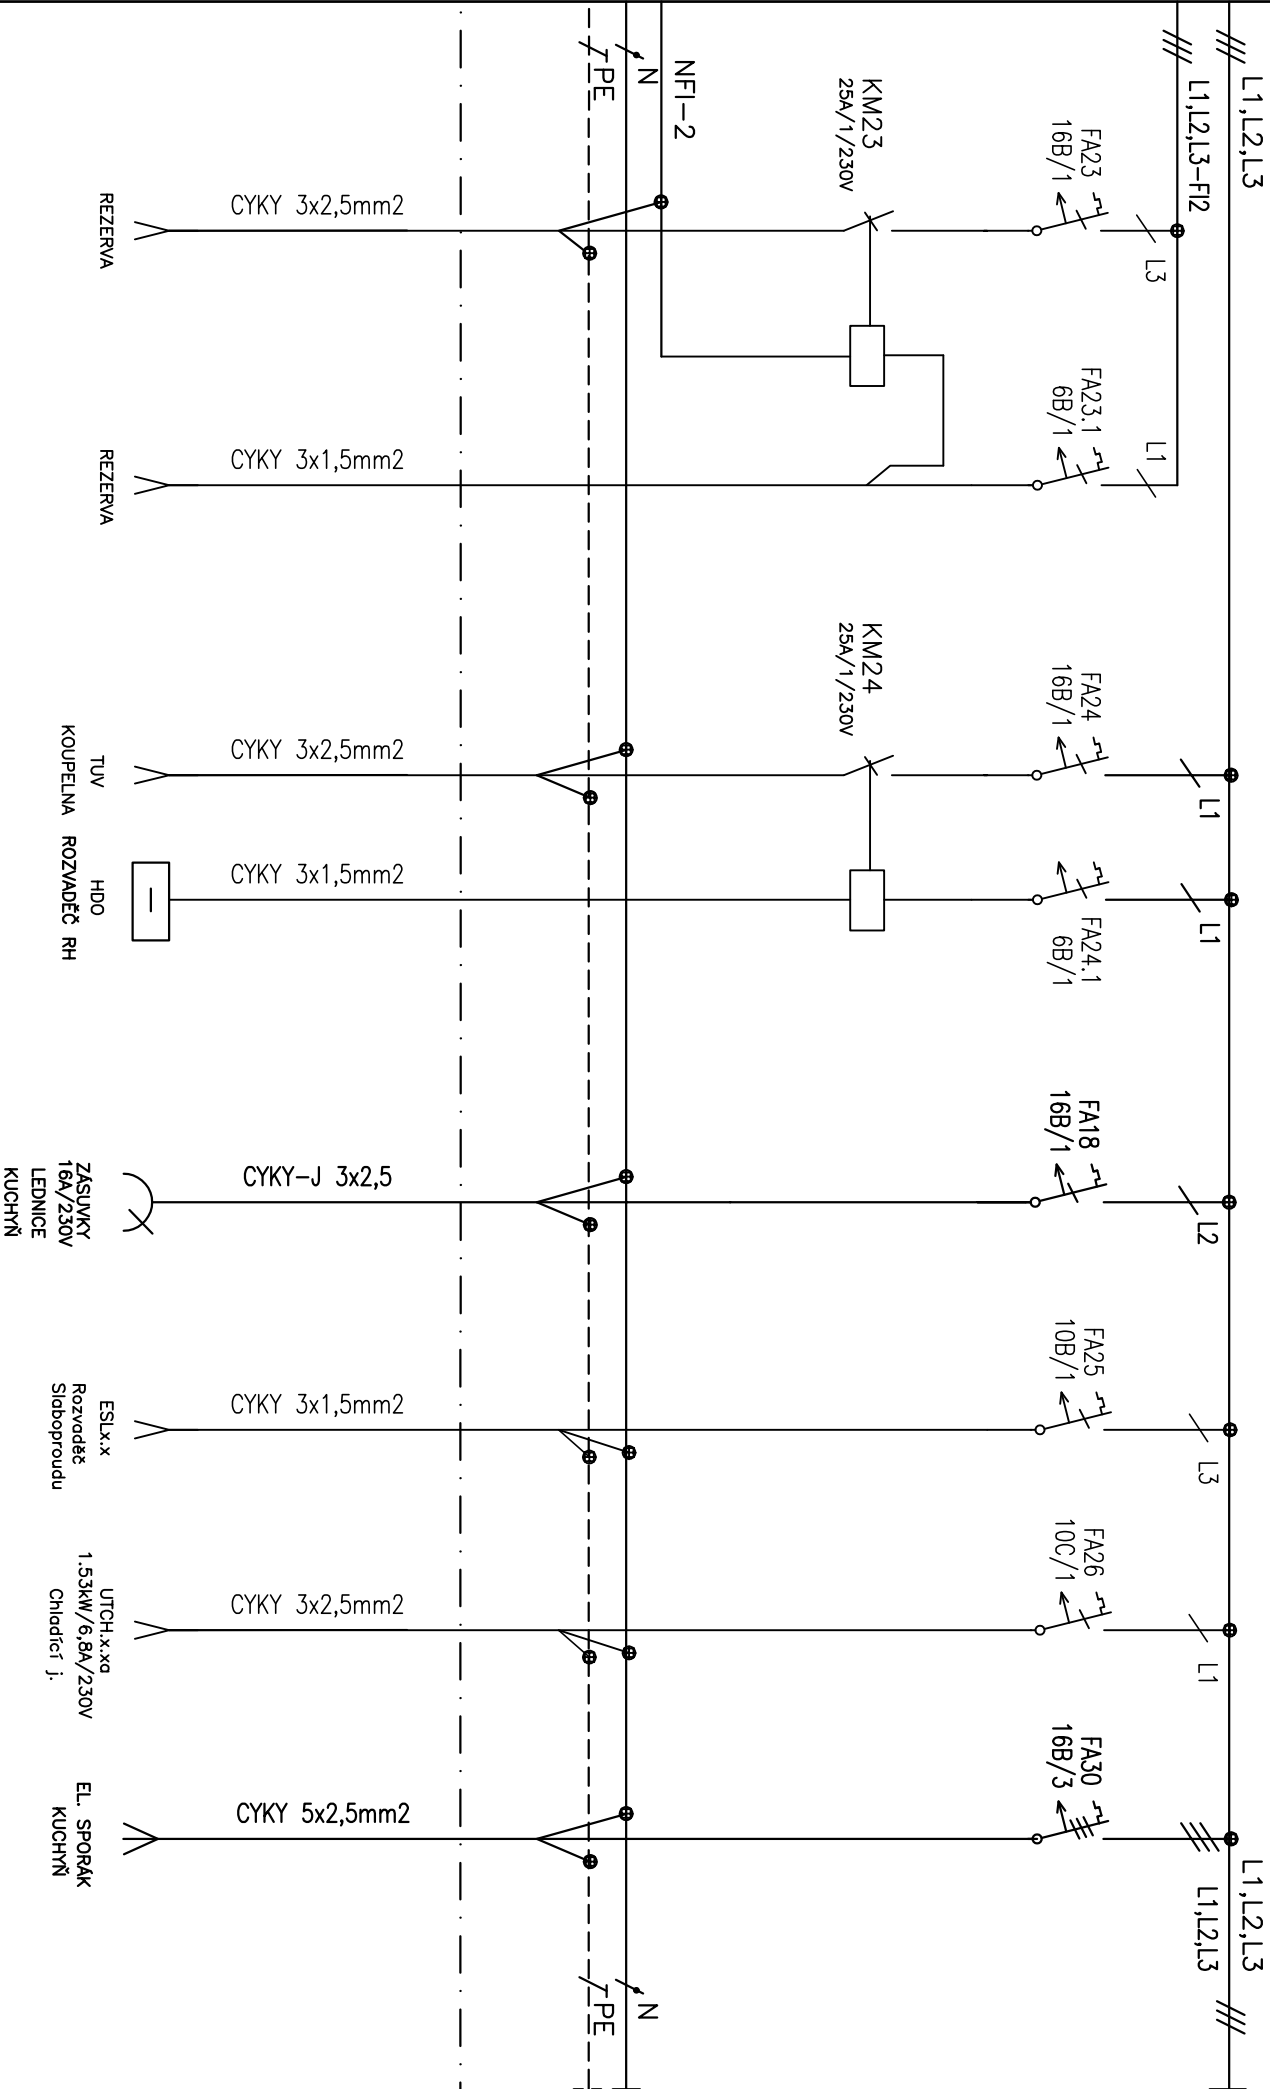 L1,L2,L3
L1,L2,L3-FI2
FA23
16B/1
L3
KM23
25A/1/230V
NFI-2
N
PE
CYKY 3x2,5mm2
REZERVA
FA23.1
6B/1
L1
CYKY 3x1,5mm2
REZERVA
FA24
16B/1
L1
KM24
25A/1/230V
CYKY 3x2,5mm2
TUV
KOUPELNA
FA24.1
6B/1
L1
CYKY 3x1,5mm2
HDO
ROZVADĚČ RH
FA18
16B/1
L2
CYKY-J 3x2,5
ZÁSUVKY
16A/230V
LEDNICE
KUCHYŇ
FA25
10B/1
L3
CYKY 3x1,5mm2
ESLx.x
Rozvaděč
Slaboproudu
FA26
10C/1
L1
CYKY 3x2,5mm2
UTCH.x.xa
1.53kW/6,8A/230V
Chladící j.
FA30
16B/3
L1,L2,L3
L1,L2,L3
CYKY 5x2,5mm2
EL. SPORÁK
KUCHYŇ
N
PE